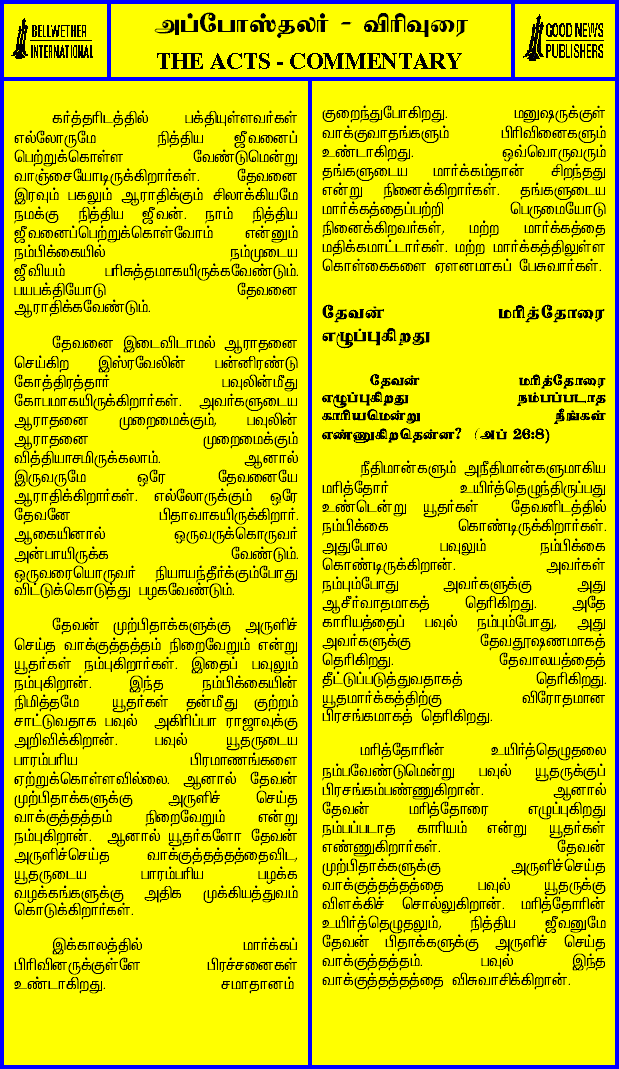 BELLWETHER
INTERNATIONAL
அப்போஸ்தலர் - விரிவுரை
THE ACTS - COMMENTARY
GOOD NEWS
PUBLISHERS
கர்த்தரிடத்தில் பக்தியுள்ளவர்கள்
எல்லோருமே நித்திய ஜீவனைப்
பெற்றுக்கொள்ள வேண்டுமென்று
வாஞ்சையோடிருக்கிறார்கள். தேவனை
இரவும் பகலும் ஆராதிக்கும் சிலாக்கியமே
நமக்கு நித்திய ஜீவன். நாம் நித்திய
ஜீவனைப்பெற்றுக்கொள்வோம் என்னும்
நம்பிக்கையில் நம்முடைய
ஜீவியம் பரிசுத்தமாகயிருக்கவேண்டும்.
பயபக்தியோடு தேவனை
ஆராதிக்கவேண்டும்.
தேவனை இடைவிடாமல் ஆராதனை
செய்கிற இஸ்ரவேலின் பன்னிரண்டு
கோத்திரத்தார் பவுலின்மீது
கோபமாகயிருக்கிறார்கள். அவர்களுடைய
ஆராதனை முறைமைக்கும், பவுலின்
ஆராதனை முறைமைக்கும்
வித்தியாசமிருக்கலாம். ஆனால்
இருவருமே ஒரே தேவனையே
ஆராதிக்கிறார்கள். எல்லோருக்கும் ஒரே
தேவனே பிதாவாகயிருக்கிறார்.
ஆகையினால் ஒருவருக்கொருவர்
அன்பாயிருக்க வேண்டும்.
ஒருவரையொருவர் நியாயந்தீர்க்கும்போது
விட்டுக்கொடுத்து பழகவேண்டும்.
தேவன் முற்பிதாக்களுக்கு அருளிச்
செய்த வாக்குத்தத்தம் நிறைவேறும் என்று
யூதர்கள் நம்புகிறார்கள். இதைப் பவுலும்
நம்புகிறான். இந்த நம்பிக்கையின்
நிமித்தமே யூதர்கள் தன்மீது குற்றம்
சாட்டுவதாக பவுல் அகிரிப்பா ராஜாவுக்கு
அறிவிக்கிறான். பவுல் யூதருடைய
பாரம்பரிய பிரமாணங்களை
ஏற்றுக்கொள்ளவில்லை. ஆனால் தேவன்
முற்பிதாக்களுக்கு அருளிச் செய்த
வாக்குத்தத்தம் நிறைவேறும் என்று
நம்புகிறான். ஆனால் யூதர்களோ தேவன்
அருளிச்செய்த வாக்குத்தத்தத்தைவிட,
யூதருடைய பாரம்பரிய பழக்க
வழக்கங்களுக்கு அதிக முக்கியத்துவம்
கொடுக்கிறார்கள்.
இக்காலத்தில் மார்க்கப்
பிரிவினருக்குள்ளே பிரச்சனைகள்
உண்டாகிறது. சமாதானம்
குறைந்துபோகிறது. மனுஷருக்குள்
வாக்குவாதங்களும் பிரிவினைகளும்
உண்டாகிறது. ஒவ்வொருவரும்
தங்களுடைய மார்க்கம்தான் சிறந்தது
என்று நினைக்கிறார்கள். தங்களுடைய
மார்க்கத்தைப்பற்றி பெருமையோடு
நினைக்கிறவர்கள், மற்ற மார்க்கத்தை
மதிக்கமாட்டார்கள். மற்ற மார்க்கத்திலுள்ள
கொள்கைகளை ஏளனமாகப் பேசுவார்கள்.
தேவன் மரித்தோரை
எழுப்புகிறது
தேவன் மரித்தோரை
எழுப்புகிறது நம்பப்படாத
காரியமென்று நீங்கள்
எண்ணுகிறதென்ன? (அப் 26:8)
நீதிமான்களும் அநீதிமான்களுமாகிய
மரித்தோர் உயிர்த்தெழுந்திருப்பது
உண்டென்று யூதர்கள் தேவனிடத்தில்
நம்பிக்கை கொண்டிருக்கிறார்கள்.
அதுபோல பவுலும் நம்பிக்கை
கொண்டிருக்கிறான். அவர்கள்
நம்பும்போது அவர்களுக்கு அது
ஆசீர்வாதமாகத் தெரிகிறது. அதே
காரியத்தைப் பவுல் நம்பும்போது, அது
அவர்களுக்கு தேவதூஷணமாகத்
தெரிகிறது. தேவாலயத்தைத்
தீட்டுப்படுத்துவதாகத் தெரிகிறது.
யூதமார்க்கத்திற்கு விரோதமான
பிரசங்கமாகத் தெரிகிறது.
மரித்தோரின் உயிர்த்தெழுதலை
நம்பவேண்டுமென்று பவுல் யூதருக்குப்
பிரசங்கம்பண்ணுகிறான். ஆனால்
தேவன் மரித்தோரை எழுப்புகிறது
நம்பப்படாத காரியம் என்று யூதர்கள்
எண்ணுகிறார்கள். தேவன்
முற்பிதாக்களுக்கு அருளிச்செய்த
வாக்குத்தத்தத்தை பவுல் யூதருக்கு
விளக்கிச் சொல்லுகிறான். மரித்தோரின்
உயிர்த்தெழுதலும், நித்திய ஜீவனுமே
தேவன் பிதாக்களுக்கு அருளிச் செய்த
வாக்குத்தத்தம். பவுல் இந்த
வாக்குத்தத்தத்தை விசுவாசிக்கிறான்.